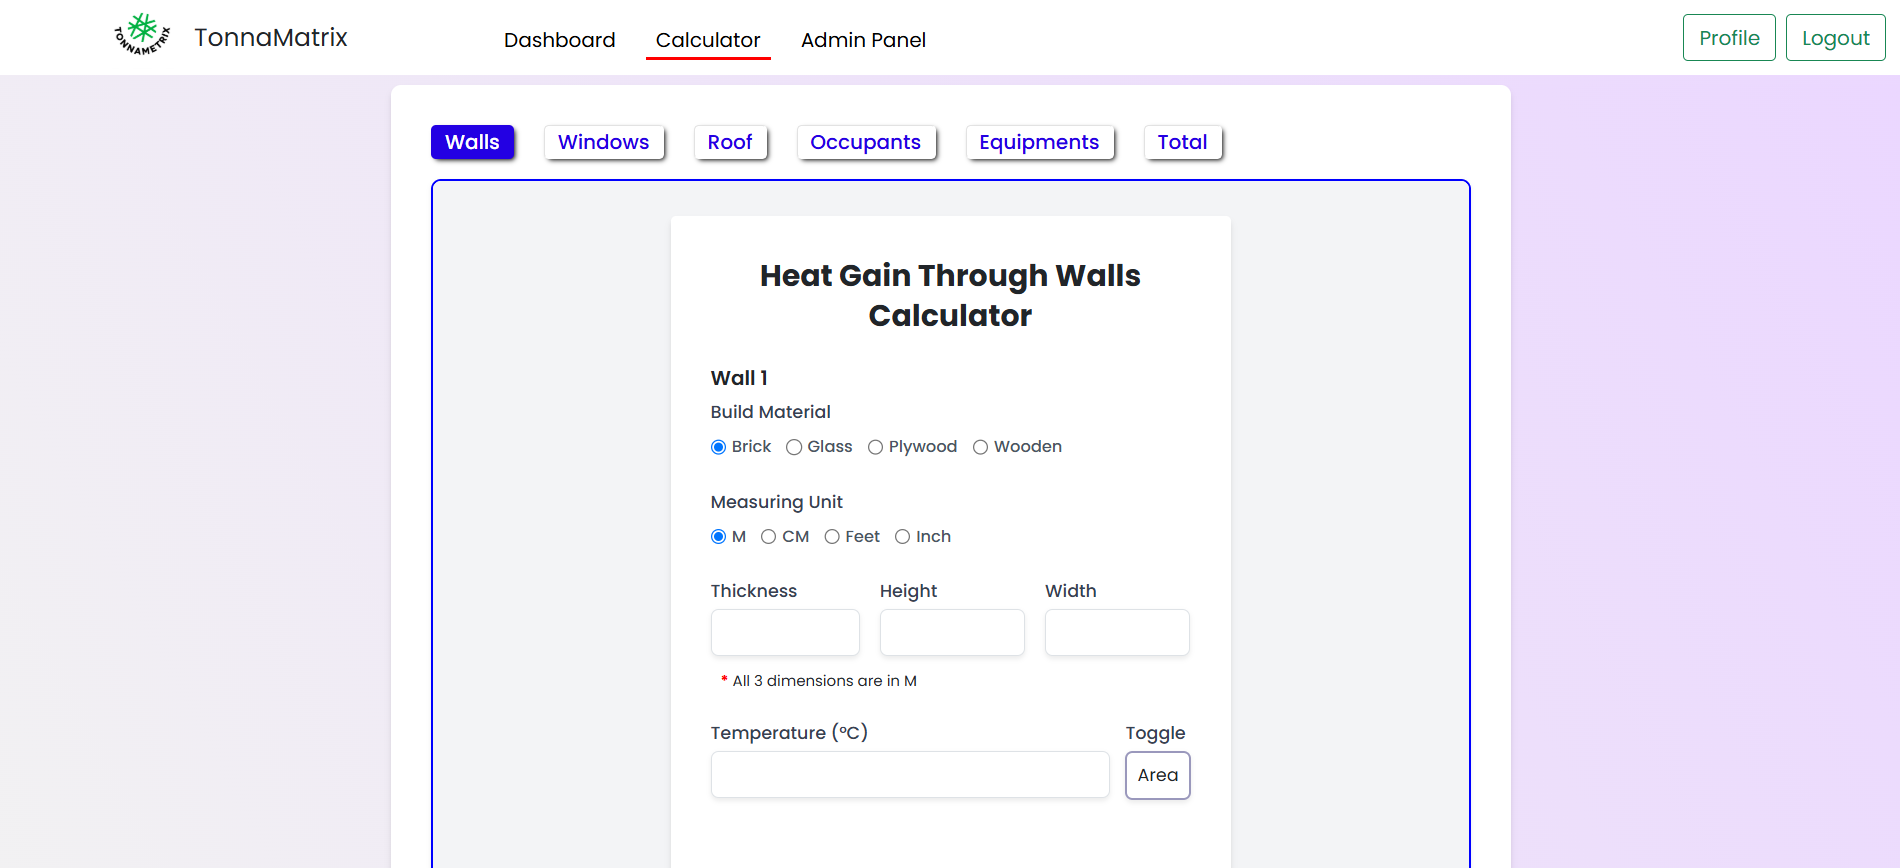 TONNAMETRIX
TonnaMatrix
Dashboard Calculator Admin Panel
Profile Logout
Walls Windows Roof Occupants Equipments Total
Heat Gain Through Walls
Calculator
Wall 1
Build Material
Brick Glass Plywood Wooden
Measuring Unit
M CM Feet Inch
Thickness Height Width
* All 3 dimensions are in M
Temperature (°C) Toggle
Area